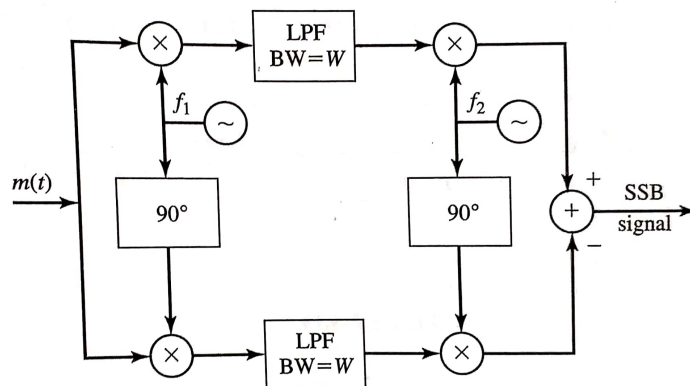 ×
LPF
BW=W
×
f1
~
f2
~
m(t)
90°
90°
+
+
SSB
signal
−
×
LPF
BW=W
×